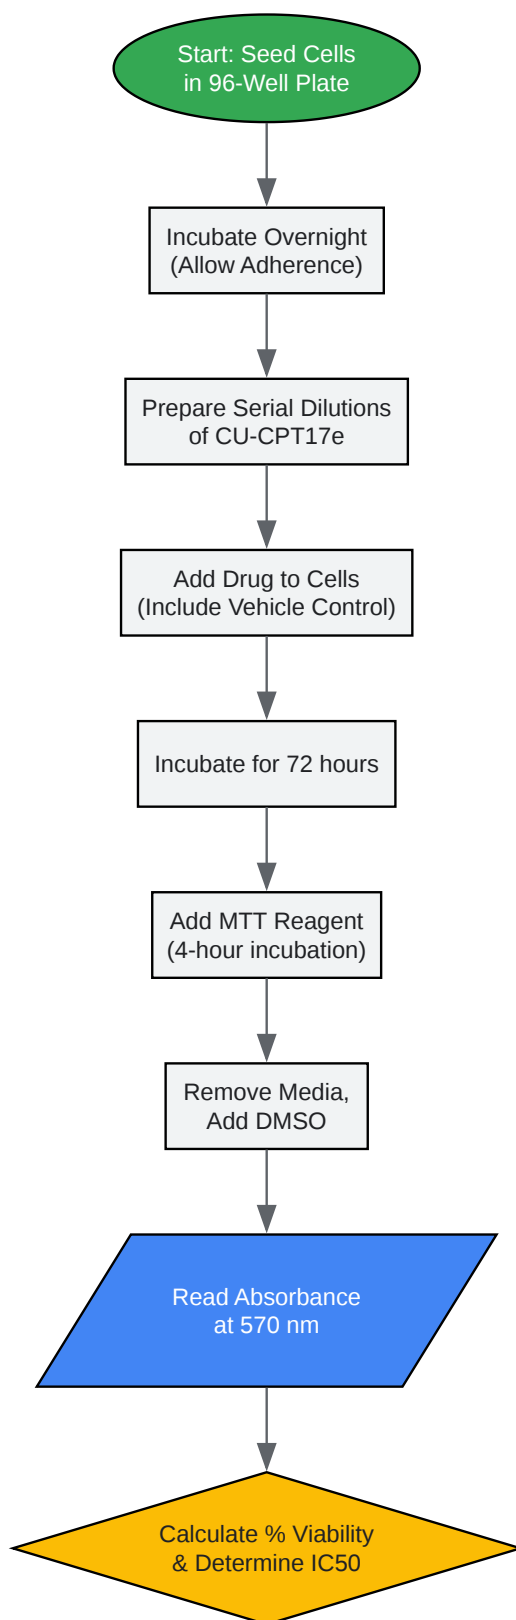 Start: Seed Cells
in 96-Well Plate
Incubate Overnight
(Allow Adherence)
Prepare Serial Dilutions
of CU-CPT17e
Add Drug to Cells
(Include Vehicle Control)
Incubate for 72 hours
Add MTT Reagent
(4-hour incubation)
Remove Media,
Add DMSO
Read Absorbance
at 570 nm
Calculate % Viability
& Determine IC50